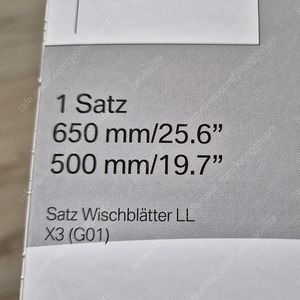 1 Satz
650 mm/25.6”
500 mm/19.7”
Satz Wischblätter LL
X3 (G01)